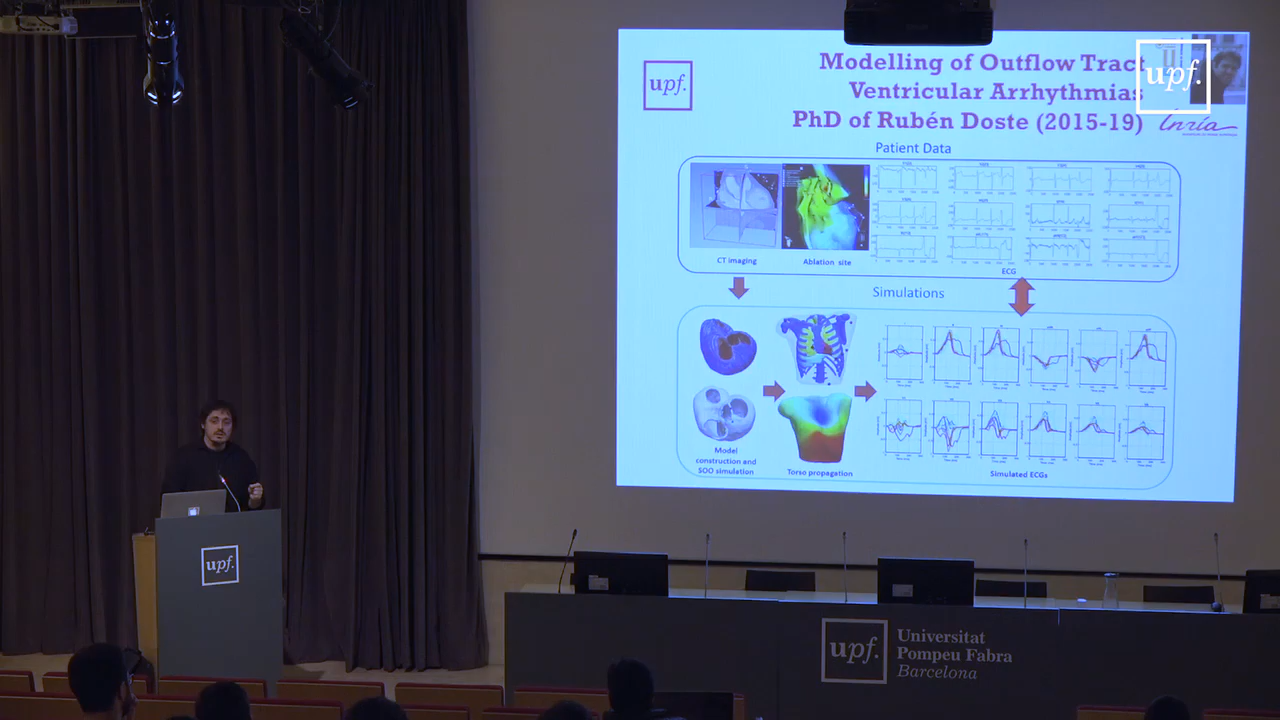 upf.
Modelling of Outflow Tract
Ventricular Arrhythmias
PhD of Rubén Doste (2015-19)
upf.
Inria
Patient Data
CT imaging
Ablation site
ECG
Simulations
Model
construction and
SOO simulation
Torso propagation
Simulated ECGs
upf.
upf.
Universitat
Pompeu Fabra
Barcelona